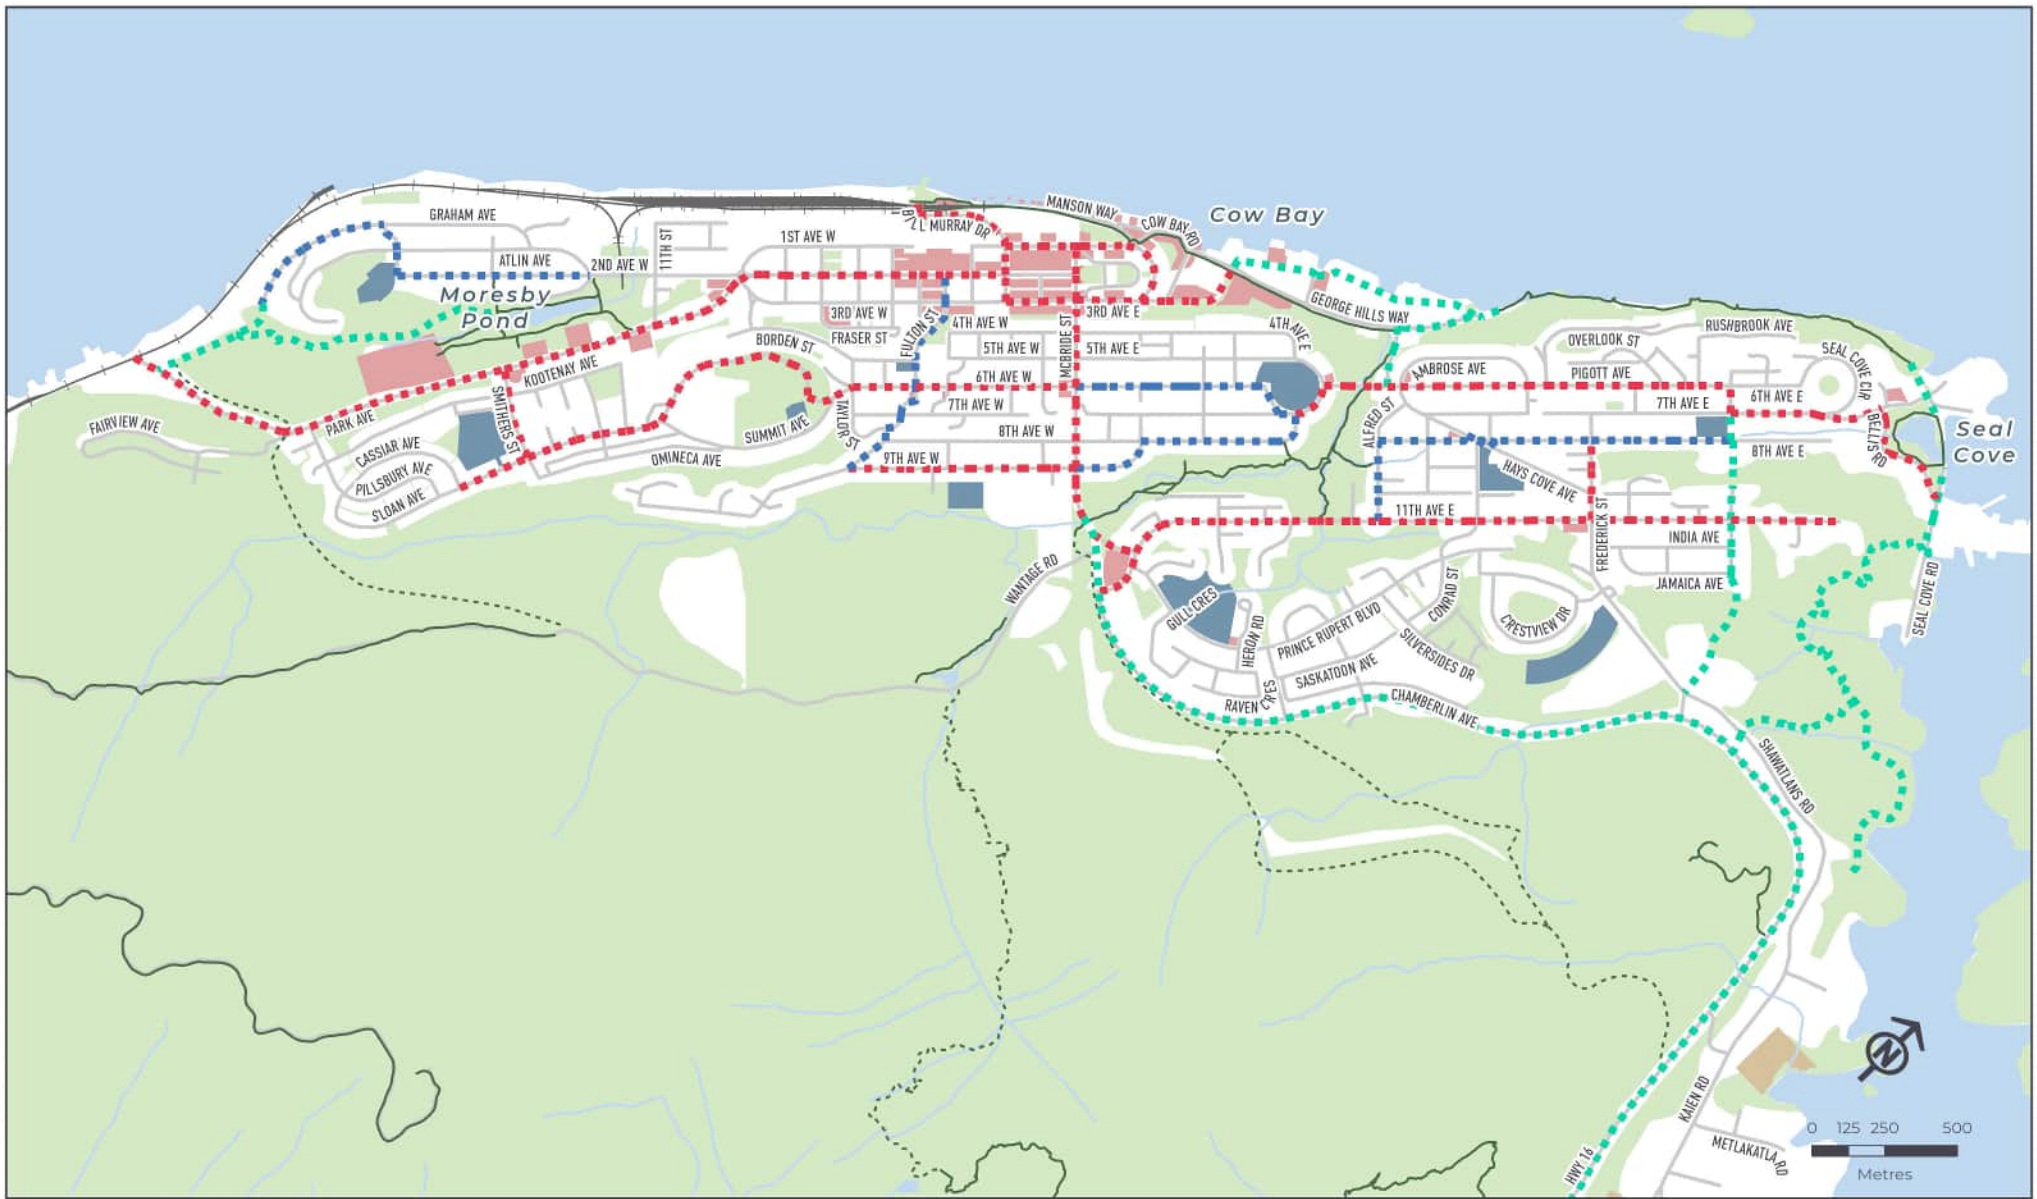 Cow Bay
MANSON WAY
COW BAY RD
GRAHAM AVE
BILL MURRAY DR
1ST AVE W
11TH ST
ATLIN AVE
2ND AVE W
Moresby
Pond
GEORGE HILLS WAY
3RD AVE W
3RD AVE E
FULTON ST
4TH AVE W
4TH AVE E
RUSHBROOK AVE
OVERLOOK ST
FRASER ST
BORDEN ST
MCBRIDE ST
5TH AVE W
5TH AVE E
SEAL COVE CIR
AMBROSE AVE
PIGOTT AVE
KOOTENAY AVE
6TH AVE W
6TH AVE E
7TH AVE W
7TH AVE E
SMITHERS ST
TAYLOR ST
ALFRED ST
PARK AVE
FAIRVIEW AVE
SUMMIT AVE
8TH AVE W
8TH AVE E
BELLIS RD
Seal
Cove
CASSIAR AVE
OMINECA AVE
9TH AVE W
PILLSBURY AVE
HAYS COVE AVE
SLOAN AVE
11TH AVE E
FREDERICK ST
INDIA AVE
WANTAGE RD
JAMAICA AVE
SEAL COVE RD
GULL CRES
HERON RD
PRINCE RUPERT BLVD
CONRAD ST
CRESTVIEW DR
SILVERSIDES DR
SASKATOON AVE
RAVEN CRES
CHAMBERLIN AVE
SHAWATLANS RD
N
KAIEN RD
METLAKATLA RD
HWY 16
0 125 250 500
Metres